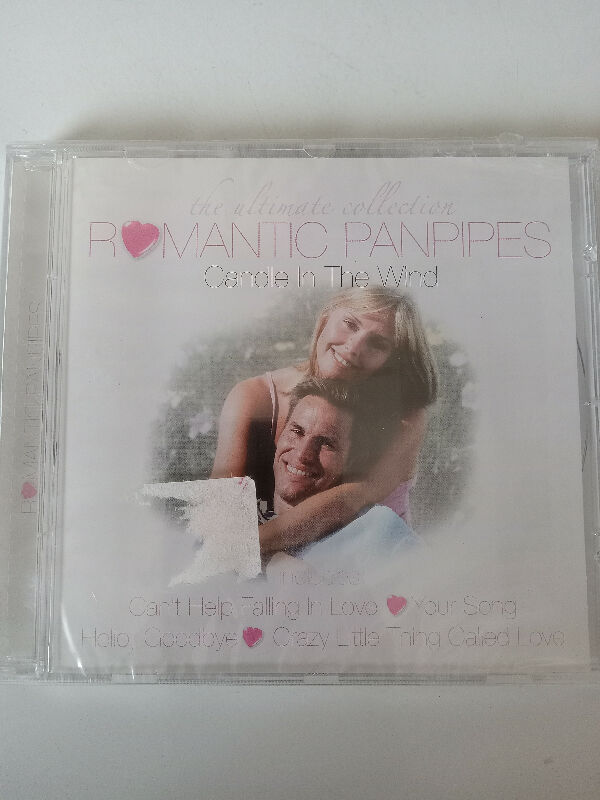 the ultimate collection
ROMANTIC PANPIPES
Candle In The Wind
includes
Can't Help Falling In Love Your Song
Hello, Goodbye Crazy Little Thing Called Love
ROMANTIC PANPIPES